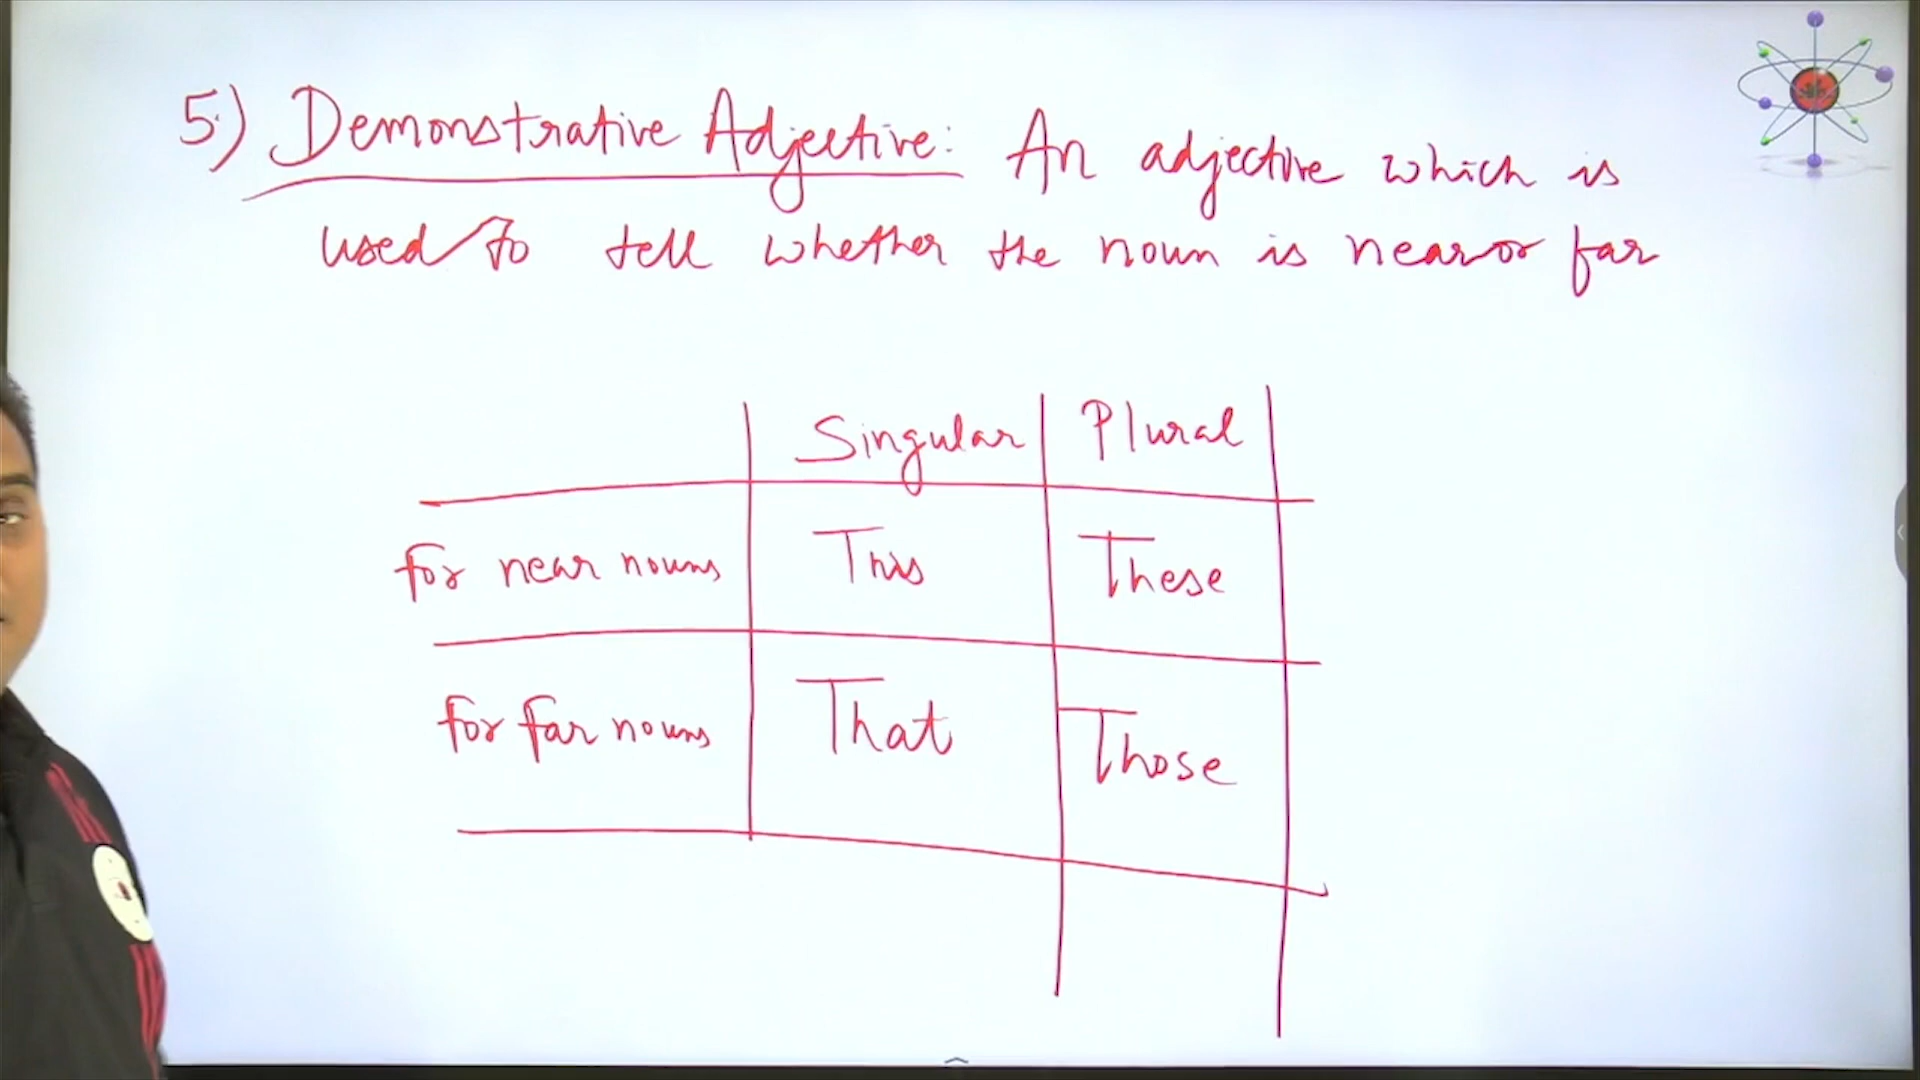 5.) Demonstrative Adjective: An adjective which is
used to tell whether the noun is near or far
Singular Plural
for near nouns This These
for far nouns That Those